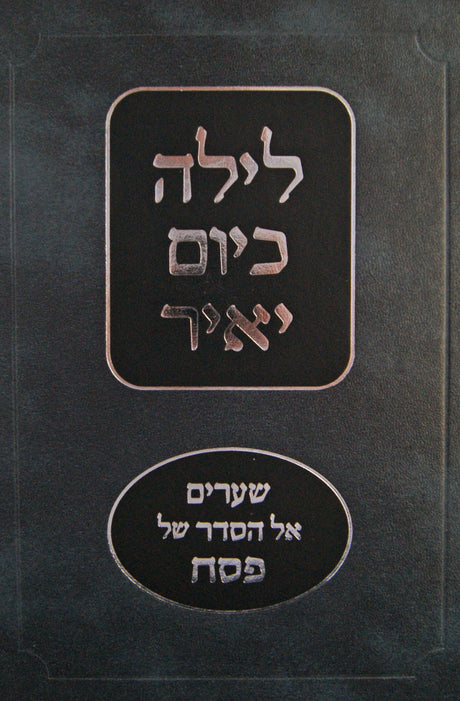 לילה
כיום
יאיר
שערים
אל הסדר של
פסח